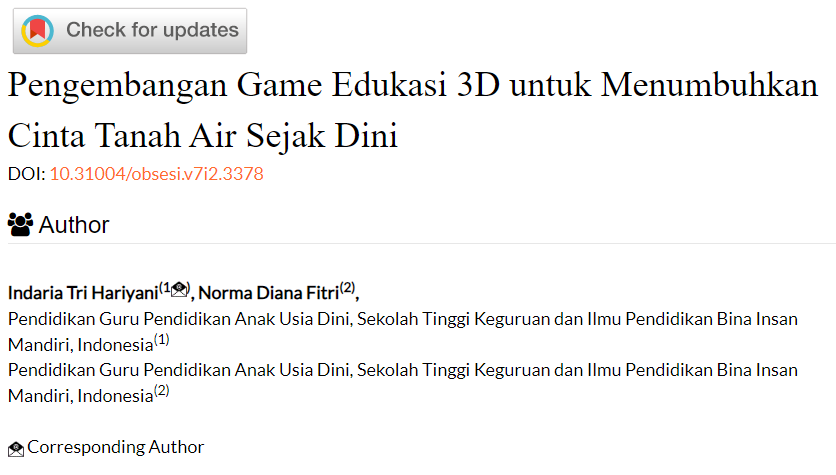 Check for updates
Pengembangan Game Edukasi 3D untuk Menumbuhkan
Cinta Tanah Air Sejak Dini
DOI: 10.31004/obsesi.v7i2.3378
Author
Indaria Tri Hariyani(1), Norma Diana Fitri(2),
Pendidikan Guru Pendidikan Anak Usia Dini, Sekolah Tinggi Keguruan dan Ilmu Pendidikan Bina Insan
Mandiri, Indonesia(1)
Pendidikan Guru Pendidikan Anak Usia Dini, Sekolah Tinggi Keguruan dan Ilmu Pendidikan Bina Insan
Mandiri, Indonesia(2)
Corresponding Author